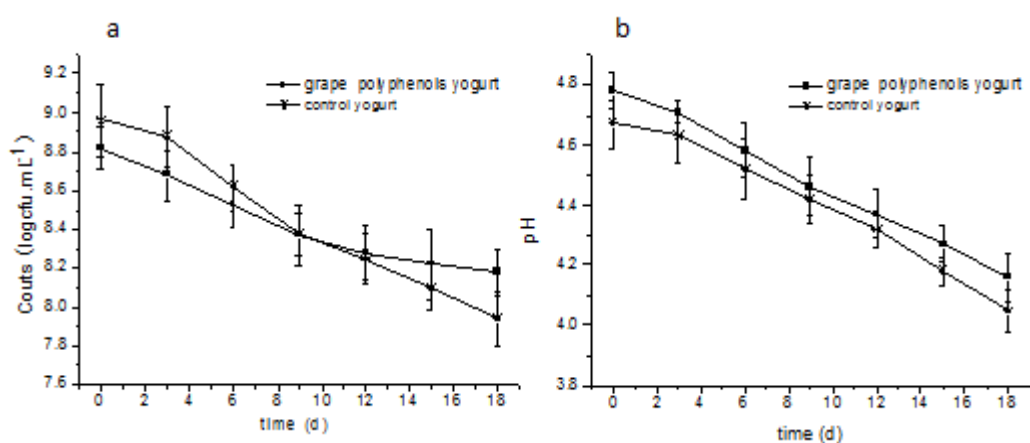 a
9.2
9.0
8.8
8.6
8.4
8.2
8.0
7.8
7.6
Couts (logcfu.mL⁻¹)
grape polyphenols yogurt
control yogurt
0 2 4 6 8 10 12 14 16 18
time (d)
b
4.8
4.6
4.4
4.2
4.0
3.8
pH
grape polyphenols yogurt
control yogurt
0 2 4 6 8 10 12 14 16 18
time (d)